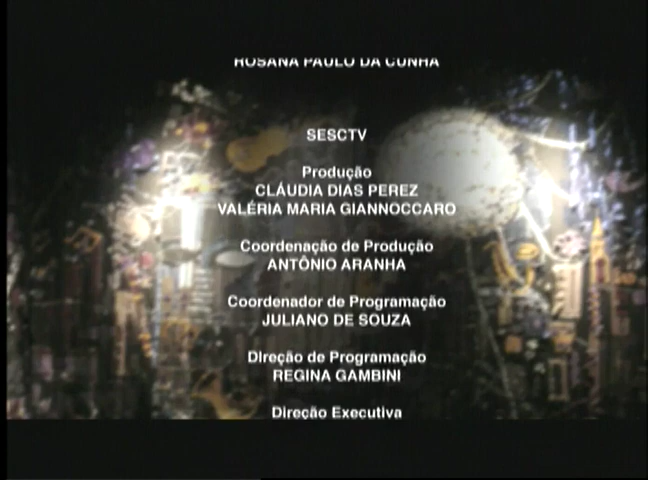 ROSANA PAULO DA CUNHA
SESCTV
Produção
CLÁUDIA DIAS PEREZ
VALÉRIA MARIA GIANNOCCARO
Coordenação de Produção
ANTÔNIO ARANHA
Coordenador de Programação
JULIANO DE SOUZA
Direção de Programação
REGINA GAMBINI
Direção Executiva